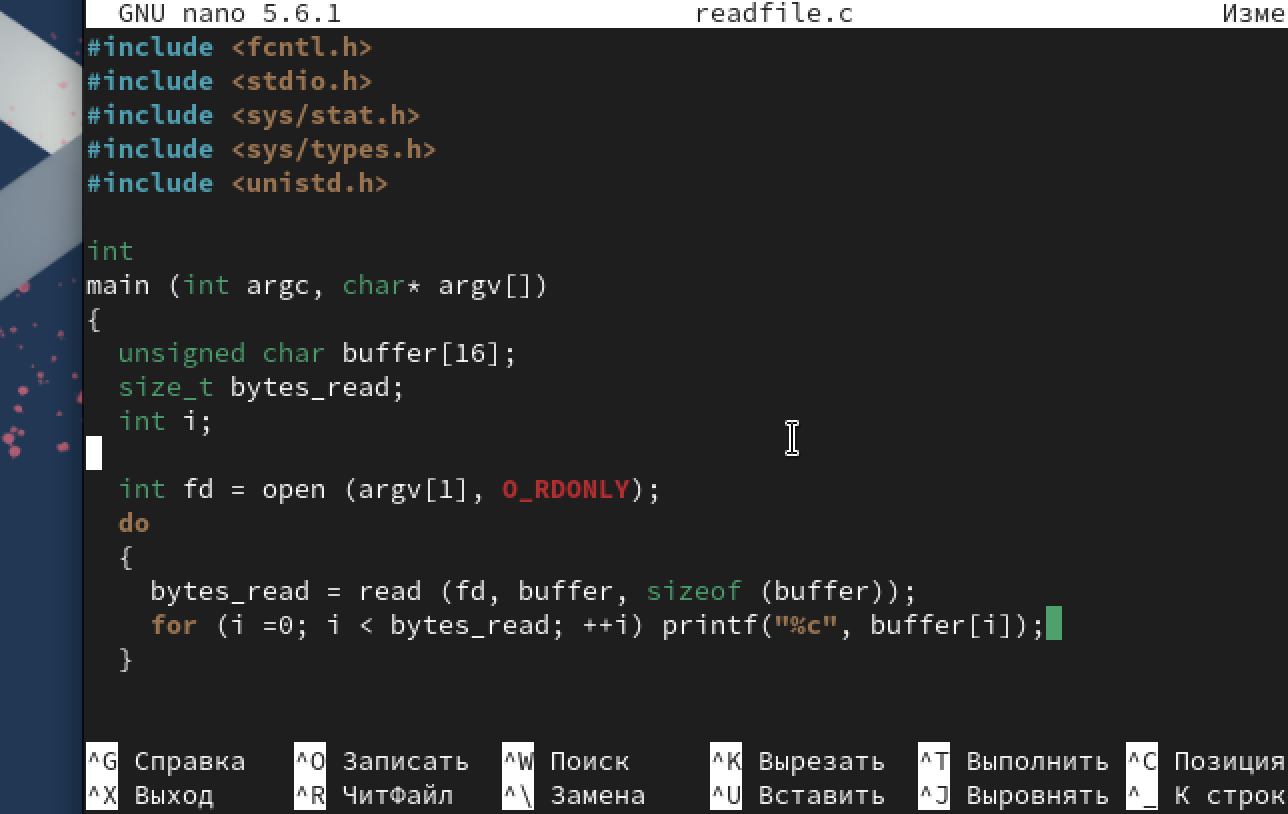 GNU nano 5.6.1 readfile.c Изме
#include <fcntl.h>
#include <stdio.h>
#include <sys/stat.h>
#include <sys/types.h>
#include <unistd.h>

int
main (int argc, char* argv[])
{
  unsigned char buffer[16];
  size_t bytes_read;
  int i;

  int fd = open (argv[1], O_RDONLY);
  do
  {
    bytes_read = read (fd, buffer, sizeof (buffer));
    for (i =0; i < bytes_read; ++i) printf("%c", buffer[i]);
  }

^G Справка ^O Записать ^W Поиск ^K Вырезать ^T Выполнить ^C Позиция
^X Выход ^R ЧитФайл ^\ Замена ^U Вставить ^J Выровнять ^_ К строк